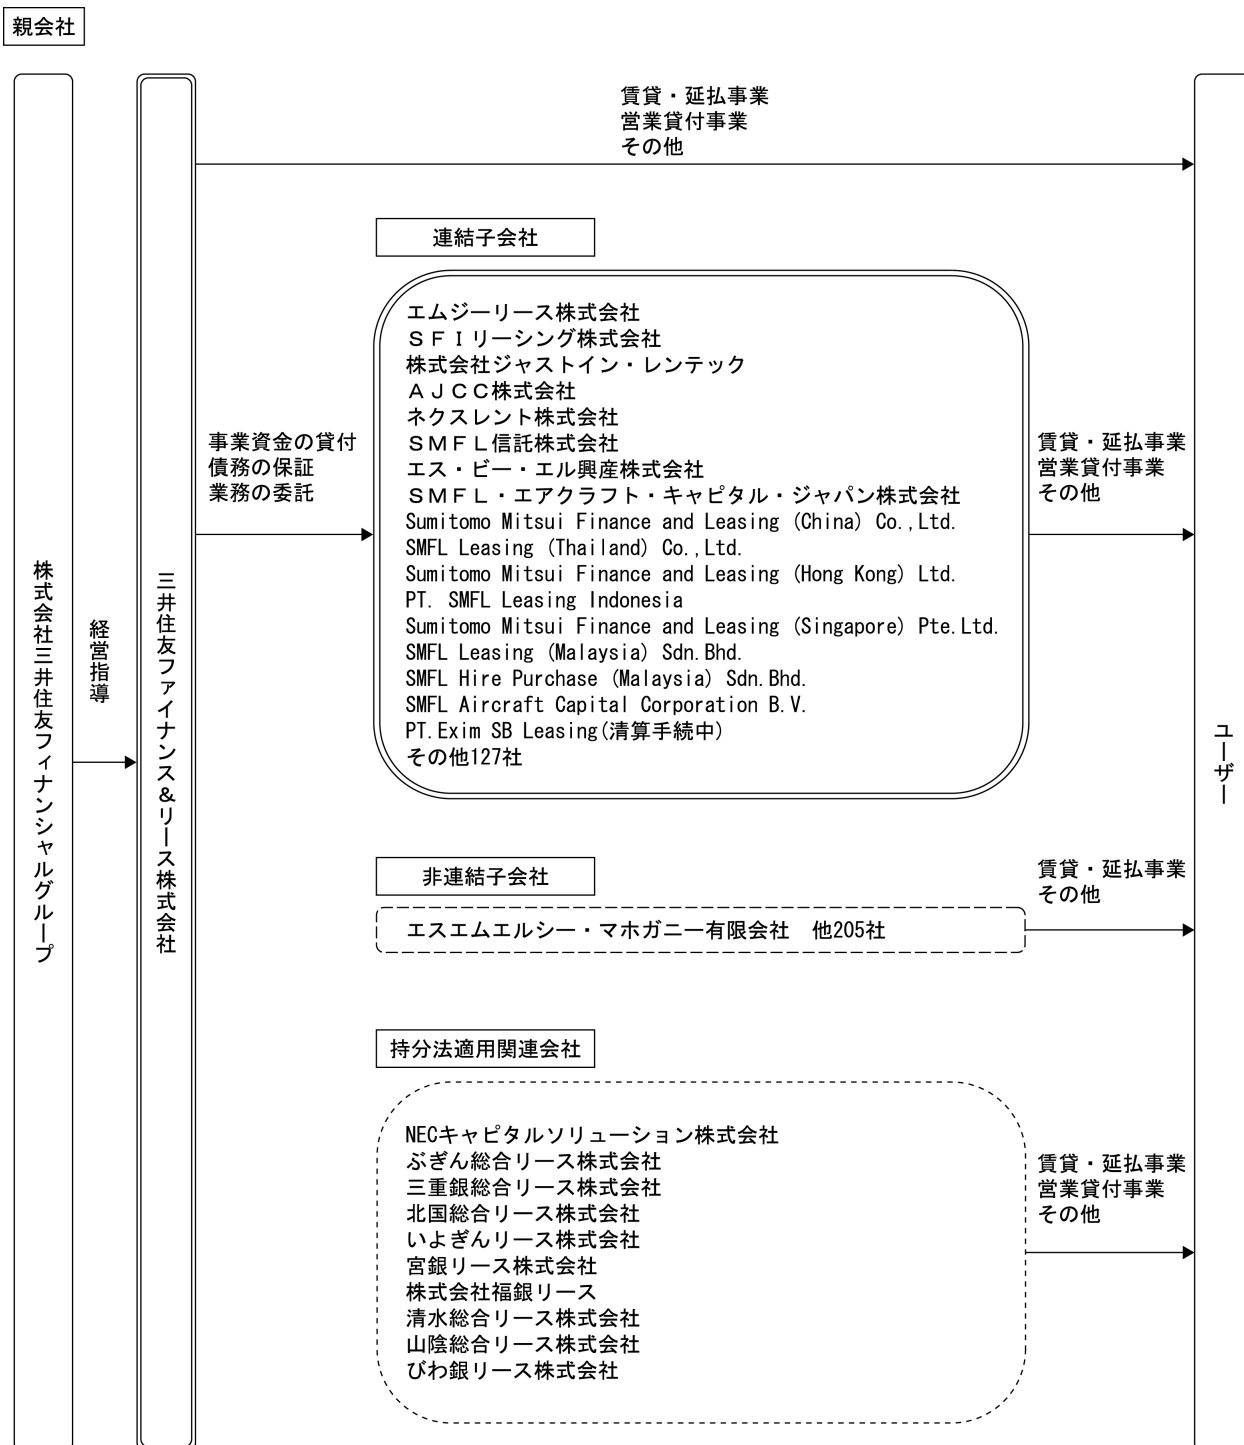 親会社
株式会社三井住友フィナンシャルグループ
経営指導
三井住友ファイナンス&リース株式会社
賃貸・延払事業
営業貸付事業
その他
事業資金の貸付
債務の保証
業務の委託
連結子会社
エムジーリース株式会社
ＳＦＩリーシング株式会社
株式会社ジャストイン・レンテック
ＡＪＣＣ株式会社
ネクスレント株式会社
ＳＭＦＬ信託株式会社
エス・ビー・エル興産株式会社
ＳＭＦＬ・エアクラフト・キャピタル・ジャパン株式会社
Sumitomo Mitsui Finance and Leasing (China) Co.,Ltd.
SMFL Leasing (Thailand) Co.,Ltd.
Sumitomo Mitsui Finance and Leasing (Hong Kong) Ltd.
PT. SMFL Leasing Indonesia
Sumitomo Mitsui Finance and Leasing (Singapore) Pte.Ltd.
SMFL Leasing (Malaysia) Sdn.Bhd.
SMFL Hire Purchase (Malaysia) Sdn.Bhd.
SMFL Aircraft Capital Corporation B.V.
PT.Exim SB Leasing(清算手続中)
その他127社
賃貸・延払事業
営業貸付事業
その他
非連結子会社
エスエムエルシー・マホガニー有限会社　他205社
賃貸・延払事業
その他
持分法適用関連会社
NECキャピタルソリューション株式会社
ぶぎん総合リース株式会社
三重銀総合リース株式会社
北国総合リース株式会社
いよぎんリース株式会社
宮銀リース株式会社
株式会社福銀リース
清水総合リース株式会社
山陰総合リース株式会社
びわ銀リース株式会社
賃貸・延払事業
営業貸付事業
その他
ユーザー